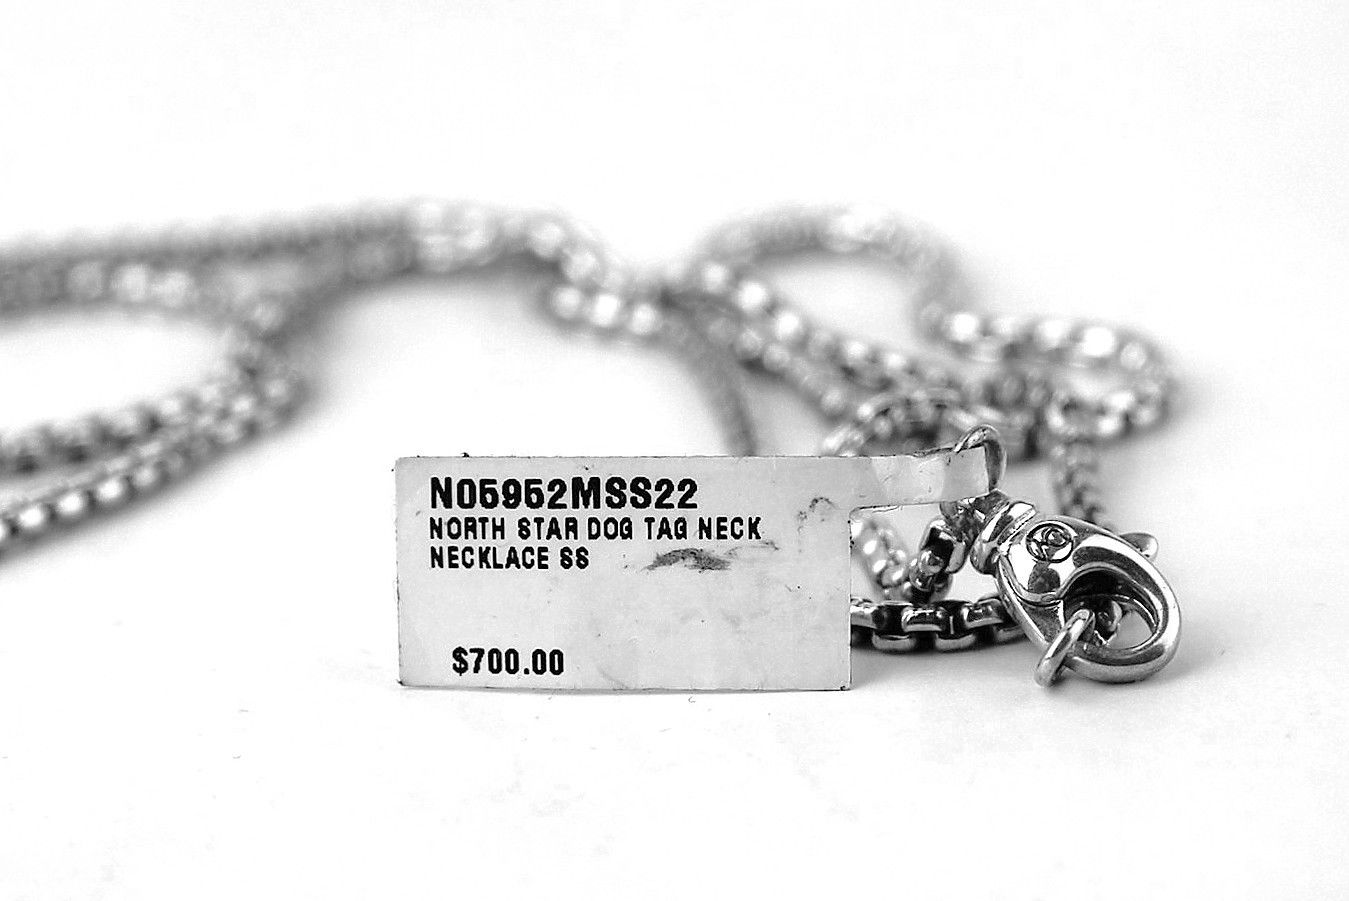 N05952MSS22
NORTH STAR DOG TAG NECK
NECKLACE SS
$700.00